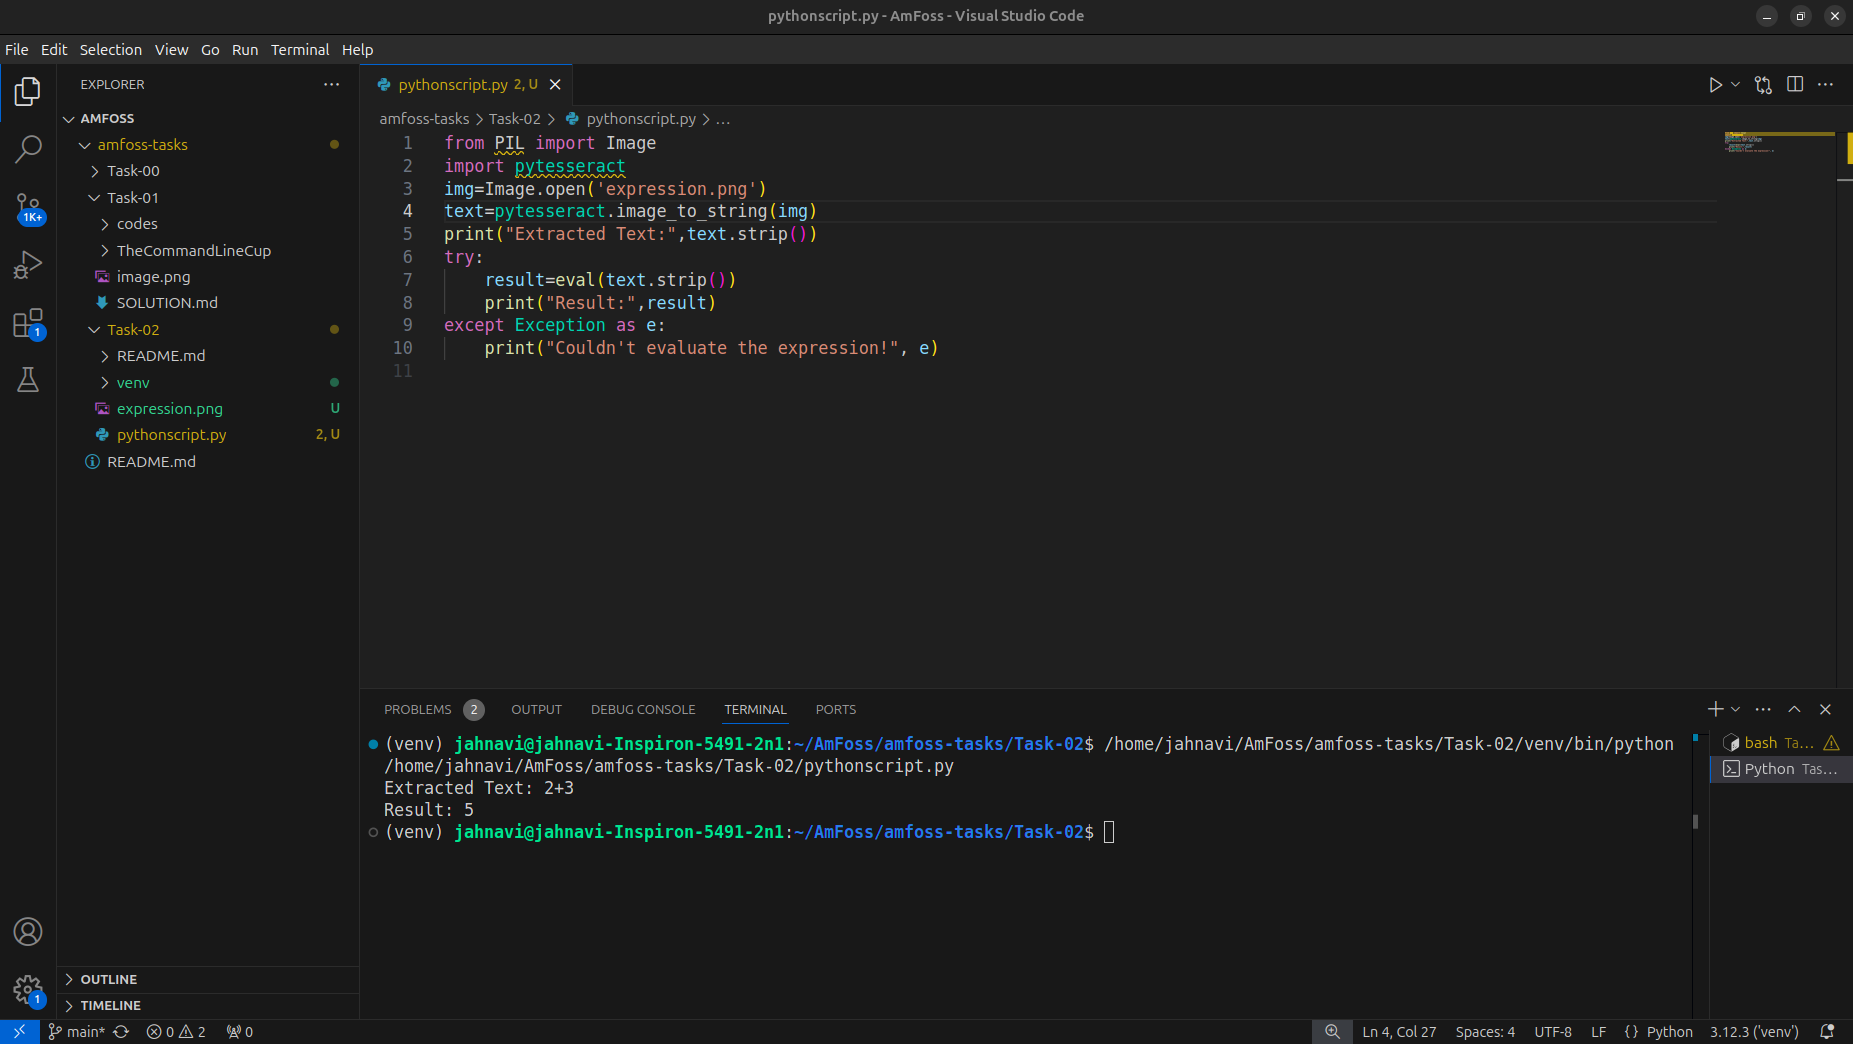 pythonscript.py - AmFoss - Visual Studio Code
File Edit Selection View Go Run Terminal Help
EXPLORER
AMFOSS
amfoss-tasks
Task-00
Task-01
codes
TheCommandLineCup
image.png
SOLUTION.md
Task-02
README.md
venv
expression.png U
pythonscript.py 2, U
README.md
OUTLINE
TIMELINE
1K+
1
1
pythonscript.py 2, U
amfoss-tasks > Task-02 > pythonscript.py > ...
1 from PIL import Image
2 import pytesseract
3 img=Image.open('expression.png')
4 text=pytesseract.image_to_string(img)
5 print("Extracted Text:",text.strip())
6 try:
7 result=eval(text.strip())
8 print("Result:",result)
9 except Exception as e:
10 print("Couldn't evaluate the expression!", e)
11
PROBLEMS 2 OUTPUT DEBUG CONSOLE TERMINAL PORTS
(venv) jahnavi@jahnavi-Inspiron-5491-2n1:~/AmFoss/amfoss-tasks/Task-02$ /home/jahnavi/AmFoss/amfoss-tasks/Task-02/venv/bin/python
/home/jahnavi/AmFoss/amfoss-tasks/Task-02/pythonscript.py
Extracted Text: 2+3
Result: 5
(venv) jahnavi@jahnavi-Inspiron-5491-2n1:~/AmFoss/amfoss-tasks/Task-02$
bash Ta...
Python Tas...
main* 0 2 0
Ln 4, Col 27 Spaces: 4 UTF-8 LF {} Python 3.12.3 ('venv')